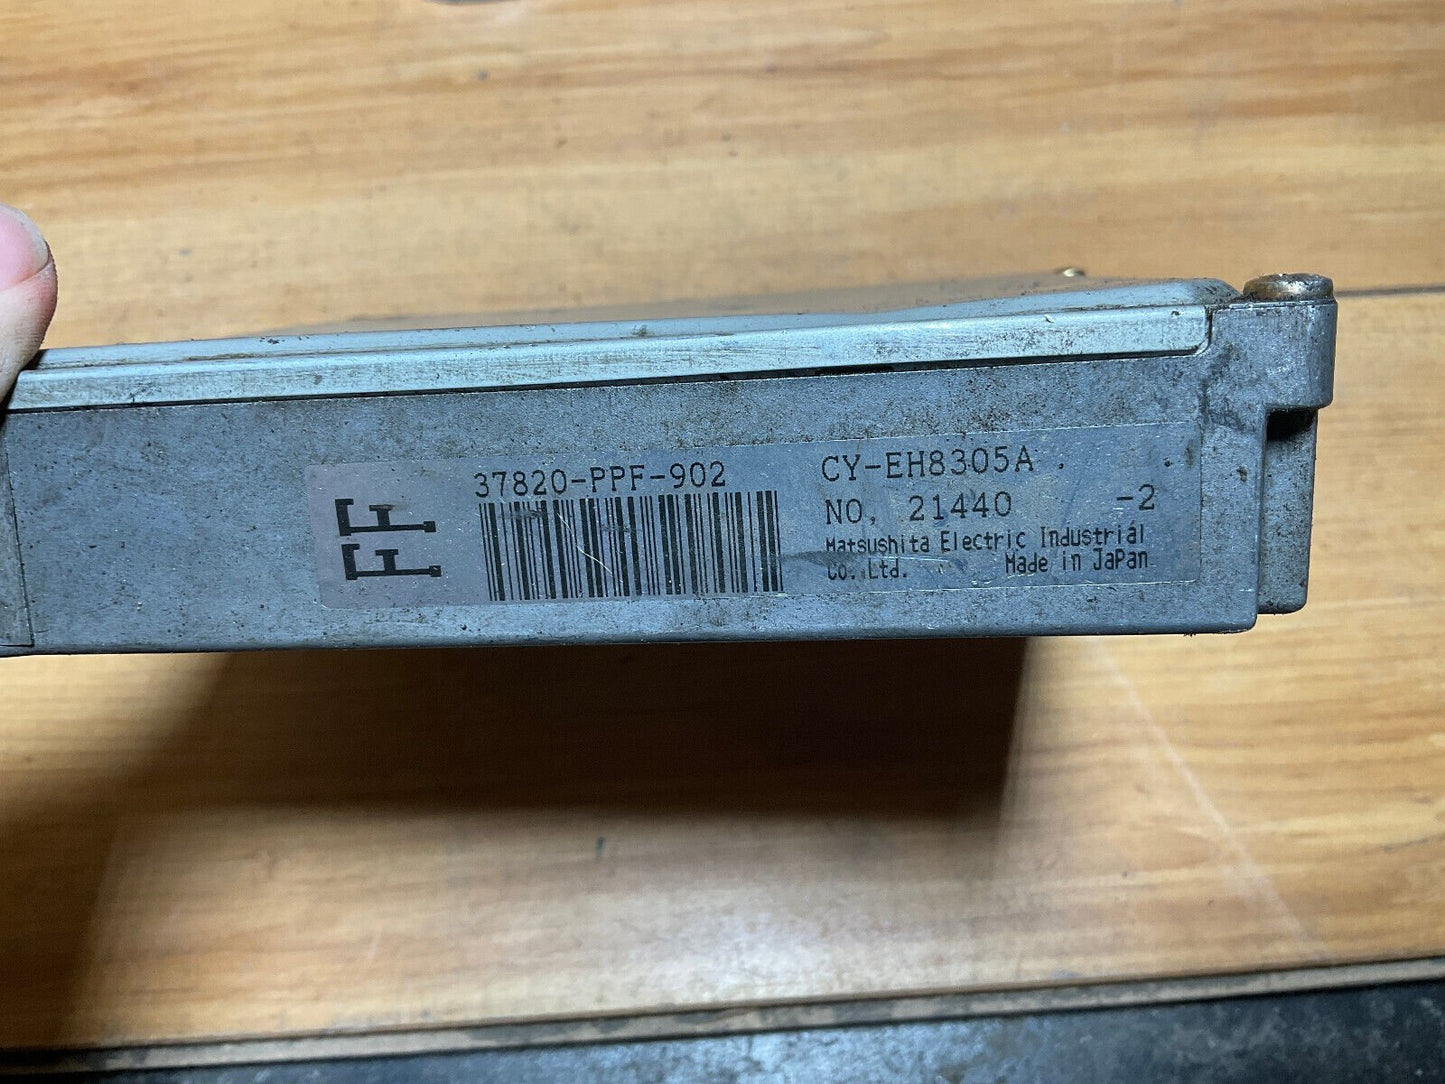 FF
37820-PPF-902
CY-EH8305A
NO. 21440 -2
Matsushita Electric Industrial
Co., Ltd. Made in Japan